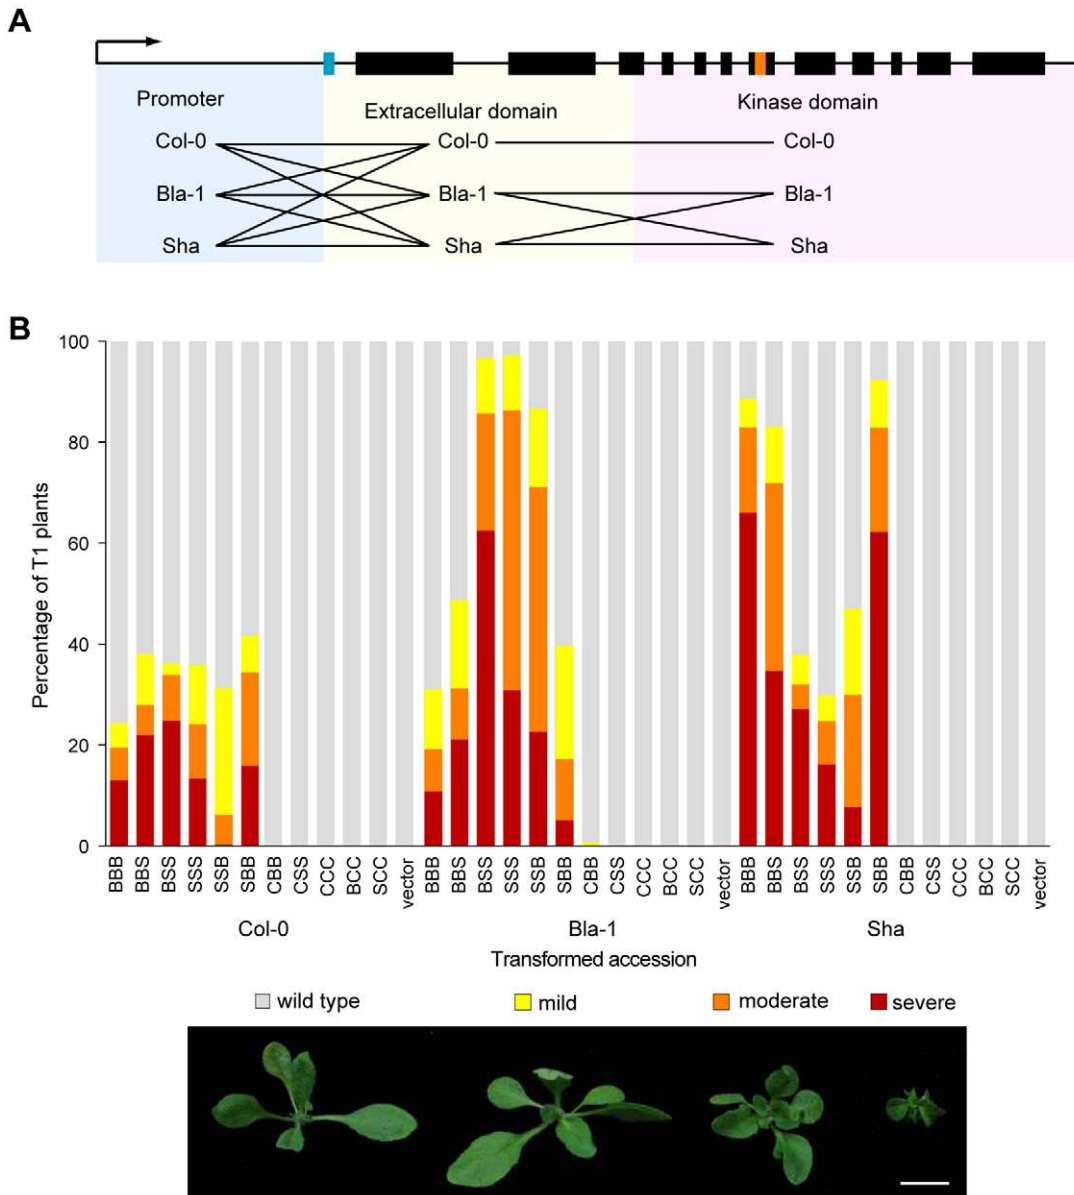 A
Promoter
Extracellular domain
Kinase domain
Col-0
Col-0
Col-0
Bla-1
Bla-1
Bla-1
Sha
Sha
Sha
B
Percentage of T1 plants
100
80
60
40
20
0
BBB BBS BSS SSS SSB SBB CBB CSS CCC BCC SCC vector BBB BBS BSS SSS SSB SBB CBB CSS CCC BCC SCC vector BBB BBS BSS SSS SSB SBB CBB CSS CCC BCC SCC vector
Col-0 Bla-1 Sha
Transformed accession
wild type mild moderate severe